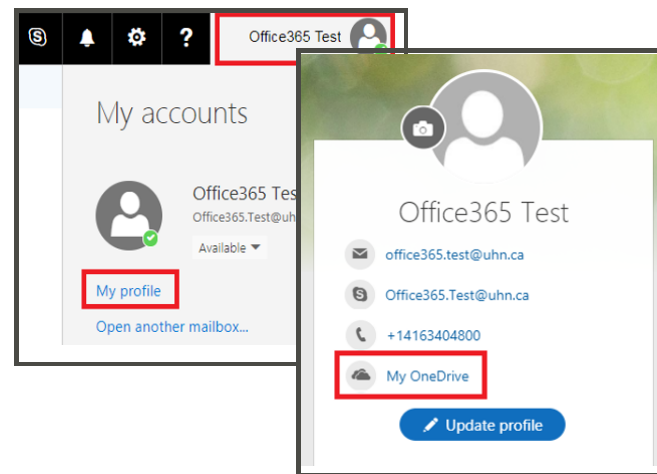 Office365 Test
My accounts
Office365 Tes
Office365.Test@uh
Available
My profile
Open another mailbox...
Office365 Test
office365.test@uhn.ca
Office365.Test@uhn.ca
+14163404800
My OneDrive
Update profile